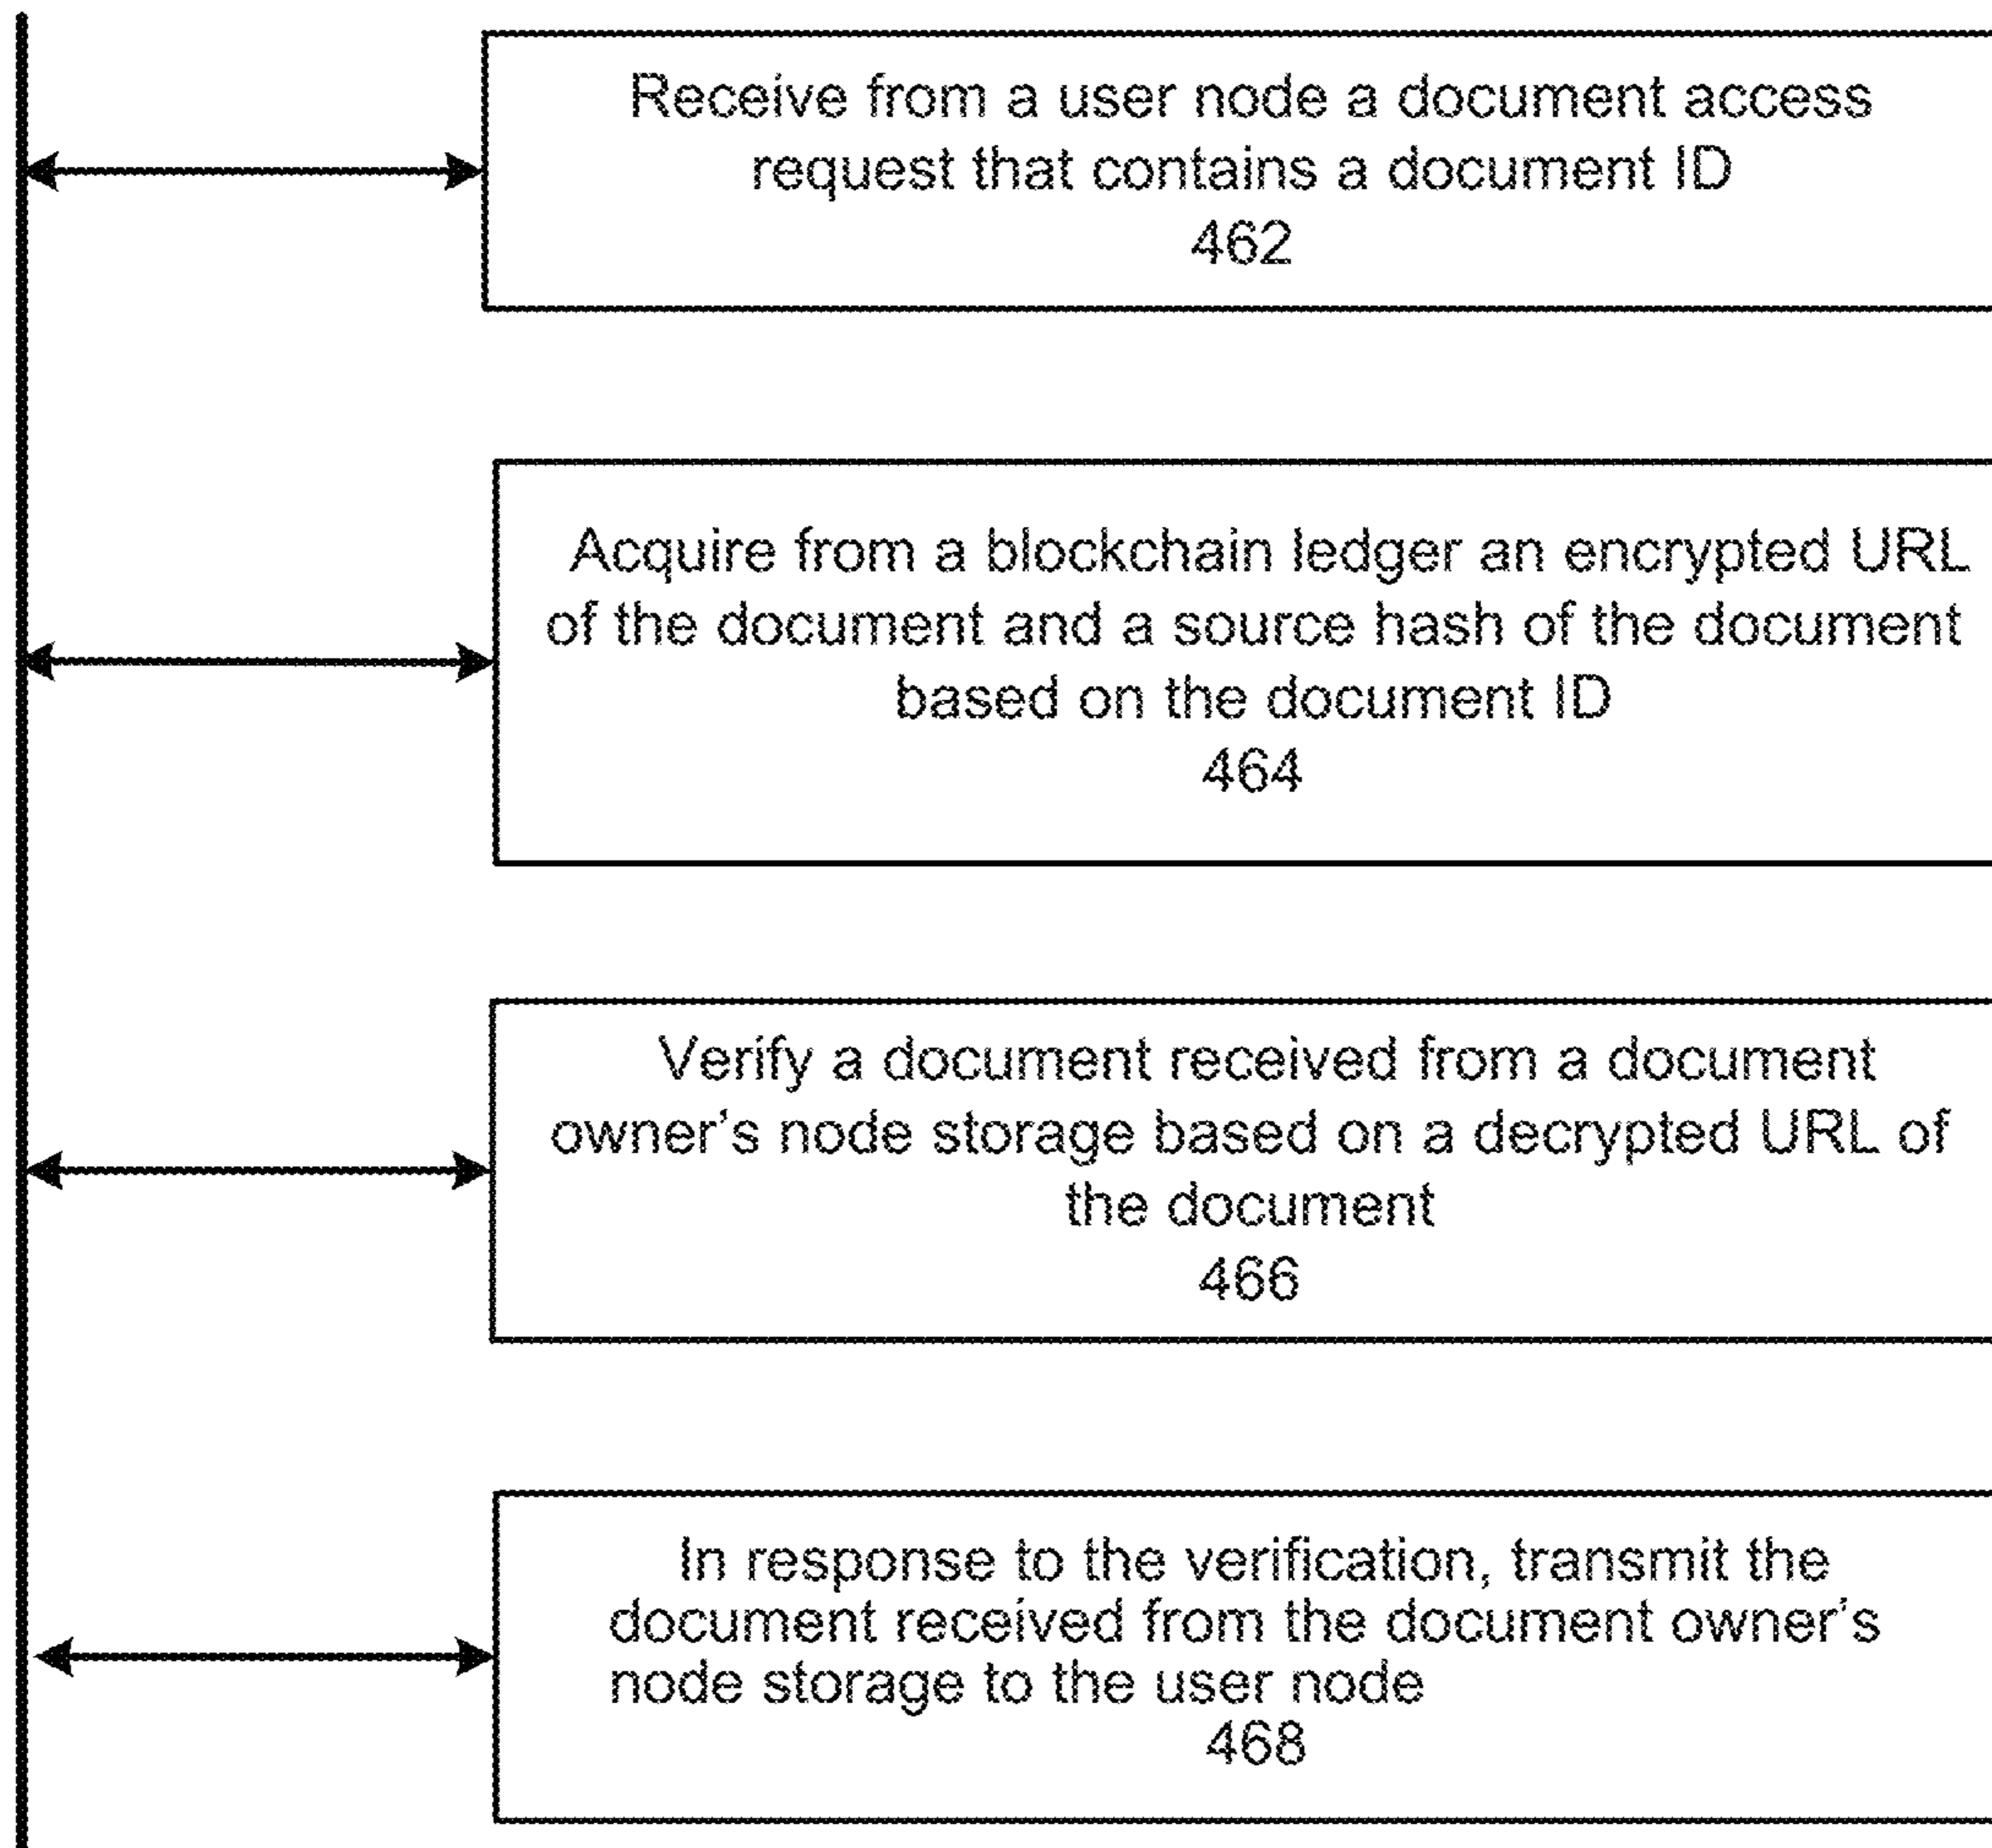 Receive from a user node a document access
request that contains a document ID
462
Acquire from a blockchain ledger an encrypted URL
of the document and a source hash of the document
based on the document ID
464
Verify a document received from a document
owner’s node storage based on a decrypted URL of
the document
466
In response to the verification, transmit the
document received from the document owner’s
node storage to the user node
468